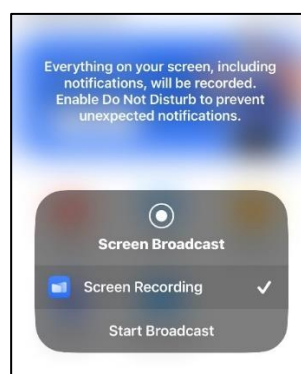 Everything on your screen, including
notifications, will be recorded.
Enable Do Not Disturb to prevent
unexpected notifications.
Screen Broadcast
Screen Recording
Start Broadcast